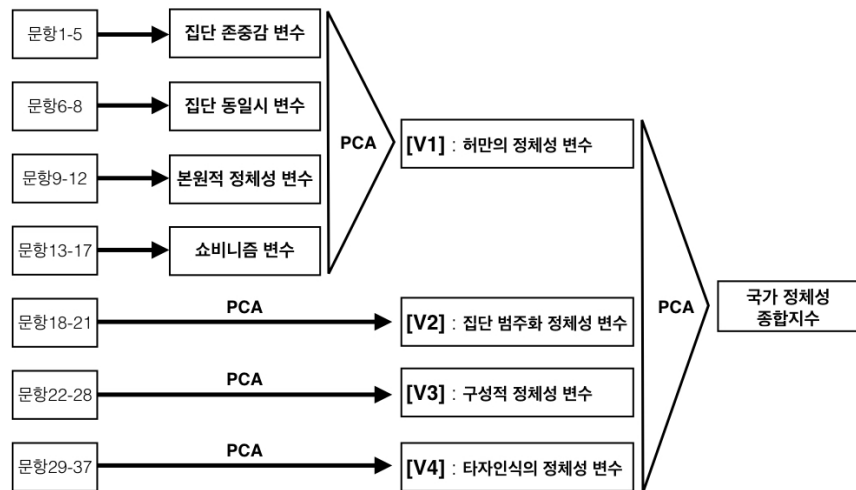 문항1-5
집단 존중감 변수
문항6-8
집단 동일시 변수
PCA
[V1] : 허만의 정체성 변수
문항9-12
본원적 정체성 변수
문항13-17
쇼비니즘 변수
문항18-21
PCA
[V2] : 집단 범주화 정체성 변수
PCA
국가 정체성
종합지수
문항22-28
PCA
[V3] : 구성적 정체성 변수
문항29-37
PCA
[V4] : 타자인식의 정체성 변수